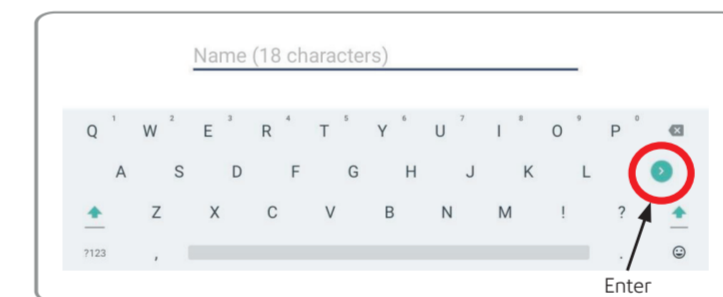 Name (18 characters)
Q 1 W 2 E 3 R 4 T 5 Y 6 U 7 I 8 O 9 P 0
A S D F G H J K L
Z X C V B N M ! ?
?123 , .
Enter